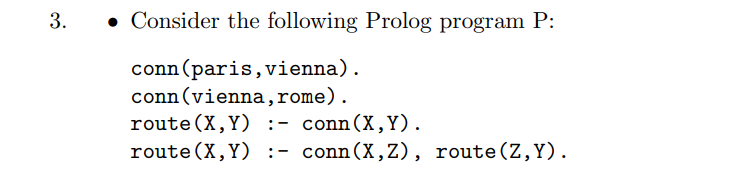 3. • Consider the following Prolog program P:
conn(paris,vienna).
conn(vienna,rome).
route(X,Y) :- conn(X,Y).
route(X,Y) :- conn(X,Z), route(Z,Y).